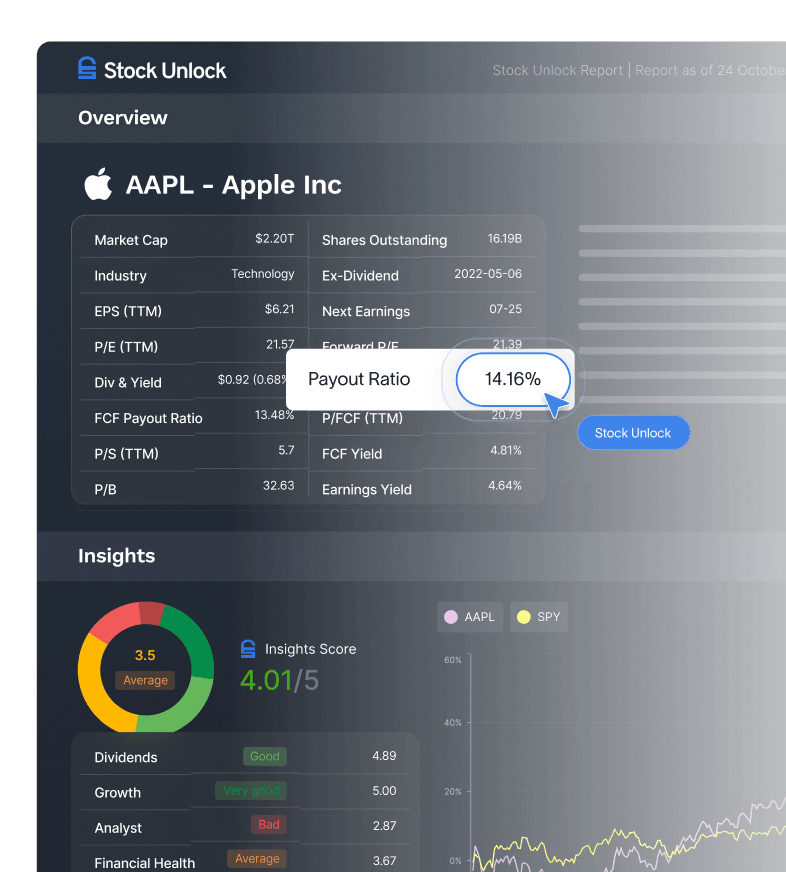 Stock Unlock
Stock Unlock Report | Report as of 24 October
Overview
AAPL - Apple Inc
Market Cap $2.20T Shares Outstanding 16.19B
Industry Technology Ex-Dividend 2022-05-06
EPS (TTM) $6.21 Next Earnings 07-25
P/E (TTM) 21.57 Forward P/E 21.39
Div & Yield $0.92 (0.68% Payout Ratio 14.16%
FCF Payout Ratio 13.48% P/FCF (TTM) 20.79
Stock Unlock
P/S (TTM) 5.7 FCF Yield 4.81%
P/B 32.63 Earnings Yield 4.64%
Insights
3.5
Average
Insights Score
4.01/5
AAPL SPY
60%
40%
20%
0%
Dividends Good 4.89
Growth Very good 5.00
Analyst Bad 2.87
Financial Health Average 3.67